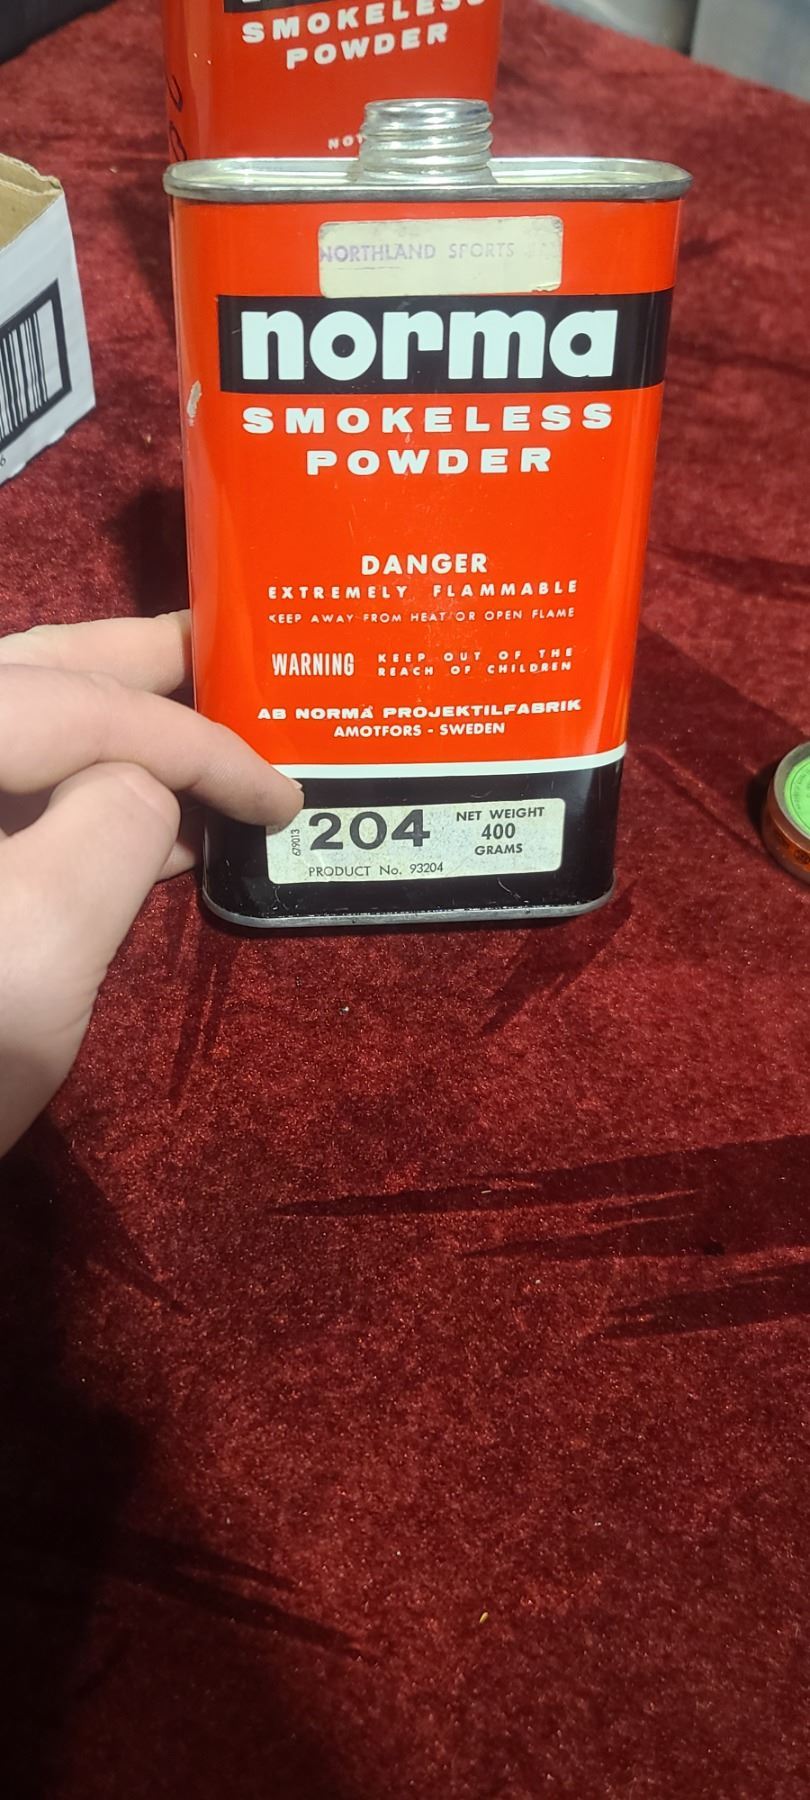 SMOKELESS
POWDER
NORTHLAND SPORTS
norma
SMOKELESS
POWDER
DANGER
EXTREMELY FLAMMABLE
KEEP AWAY FROM HEAT OR OPEN FLAME
WARNING KEEP OUT OF THE
REACH OF CHILDREN
AB NORMA PROJEKTILFABRIK
AMOTFORS - SWEDEN
679013
204 NET WEIGHT
400
GRAMS
PRODUCT No. 93204